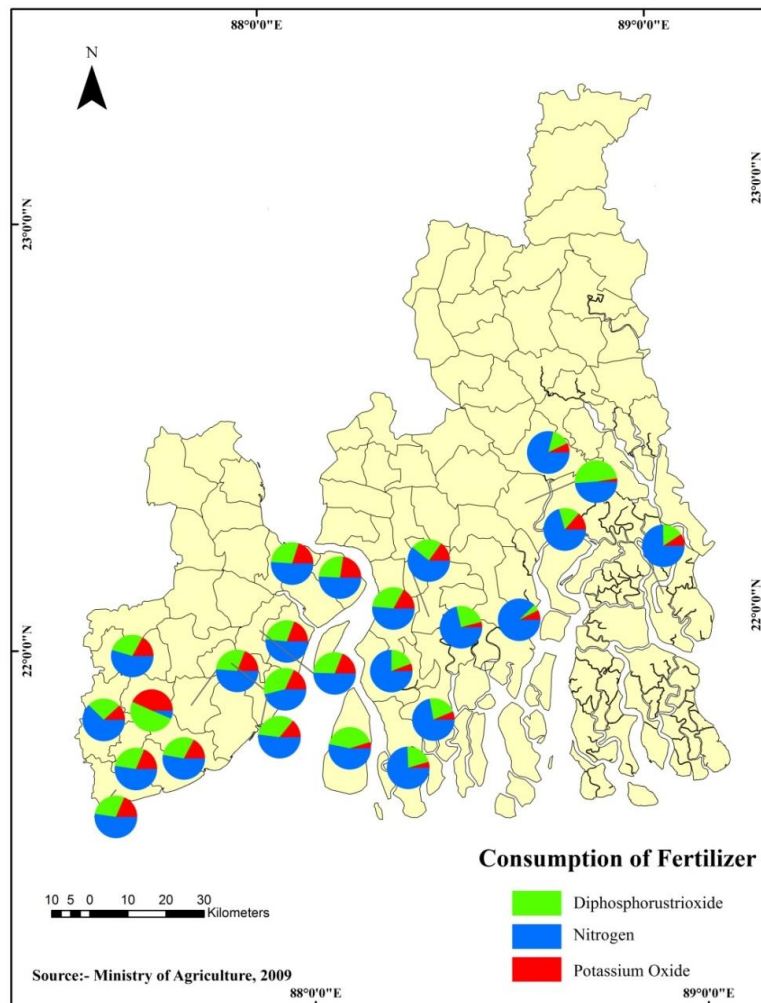 88°0'0"E
89°0'0"E
N
23°0'0"N
23°0'0"N
22°0'0"N
22°0'0"N
Consumption of Fertilizer
Diphosphorustrioxide
Nitrogen
Potassium Oxide
10 5 0 10 20 30
Kilometers
Source:- Ministry of Agriculture, 2009
88°0'0"E
89°0'0"E